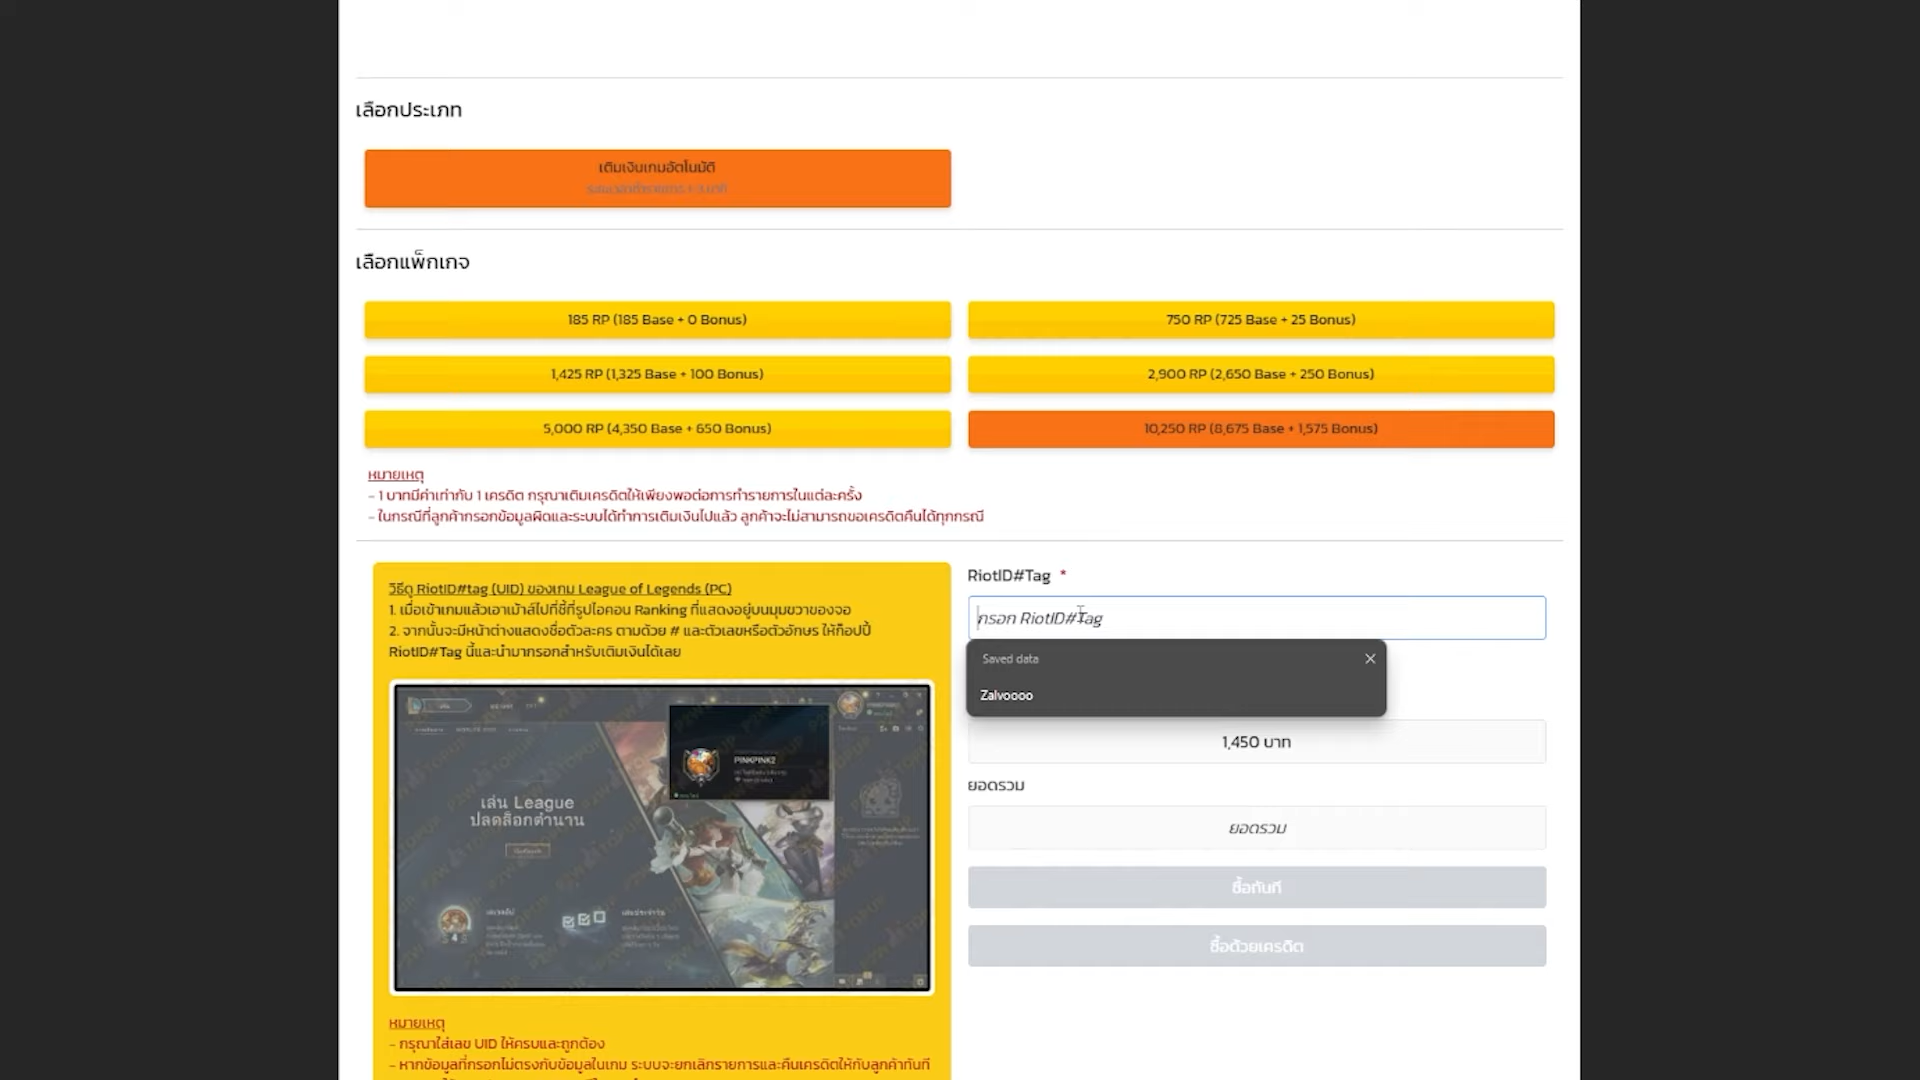 เลือกประเภท
เติมเงินเกมอัตโนมัติ
เลือกแพ็กเกจ
185 RP (185 Base + 0 Bonus)
750 RP (725 Base + 25 Bonus)
1,425 RP (1,325 Base + 100 Bonus)
2,900 RP (2,650 Base + 250 Bonus)
5,000 RP (4,350 Base + 650 Bonus)
10,250 RP (8,675 Base + 1,575 Bonus)
หมายเหตุ
- 1 บาทมีค่าเท่ากับ 1 เครดิต กรุณาเติมเครดิตให้เพียงพอต่อการทำรายการในแต่ละครั้ง
- ในกรณีที่ลูกค้ากรอกข้อมูลผิดและระบบได้ทำการเติมเงินไปแล้ว ลูกค้าจะไม่สามารถขอเครดิตคืนได้ทุกกรณี
วิธีดู RiotID#tag (UID) ของเกม League of Legends (PC)
1. เมื่อเข้าเกมแล้วเอาเม้าส์ไปที่ชี้ที่รูปไอคอน Ranking ที่แสดงอยู่บนมุมขวาของจอ
2. จากนั้นจะมีหน้าต่างแสดงชื่อตัวละคร ตามด้วย # และตัวเลขหรือตัวอักษร ให้ก็อปปี้
RiotID#Tag นี้และนำมากรอกสำหรับเติมเงินได้เลย
PINKPINK2
เล่น League
ปลดล็อกตำนาน
หมายเหตุ
- กรุณาใส่เลข UID ให้ครบและถูกต้อง
- หากข้อมูลที่กรอกไม่ตรงกับข้อมูลในเกม ระบบจะยกเลิกรายการและคืนเครดิตให้กับลูกค้าทันที
RiotID#Tag *
กรอก RiotID#Tag
Saved data
Zalvoooo
1,450 บาท
ยอดรวม
ยอดรวม
ซื้อทันที
ซื้อด้วยเครดิต